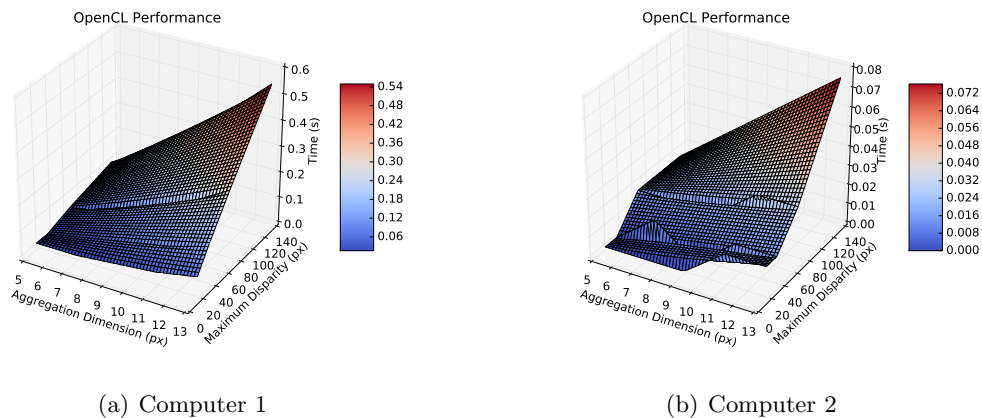 OpenCL Performance
0.6
0.5
0.4
0.3
0.2
0.1
0.0
Time (s)
5 6 7 8 9 10 11 12 13
Aggregation Dimension (px)
0 20 40 60 80 100 120 140
Maximum Disparity (px)
0.54
0.48
0.42
0.36
0.30
0.24
0.18
0.12
0.06
(a) Computer 1
OpenCL Performance
0.08
0.07
0.06
0.05
0.04
0.03
0.02
0.01
0.00
Time (s)
5 6 7 8 9 10 11 12 13
Aggregation Dimension (px)
0 20 40 60 80 100 120 140
Maximum Disparity (px)
0.072
0.064
0.056
0.048
0.040
0.032
0.024
0.016
0.008
0.000
(b) Computer 2